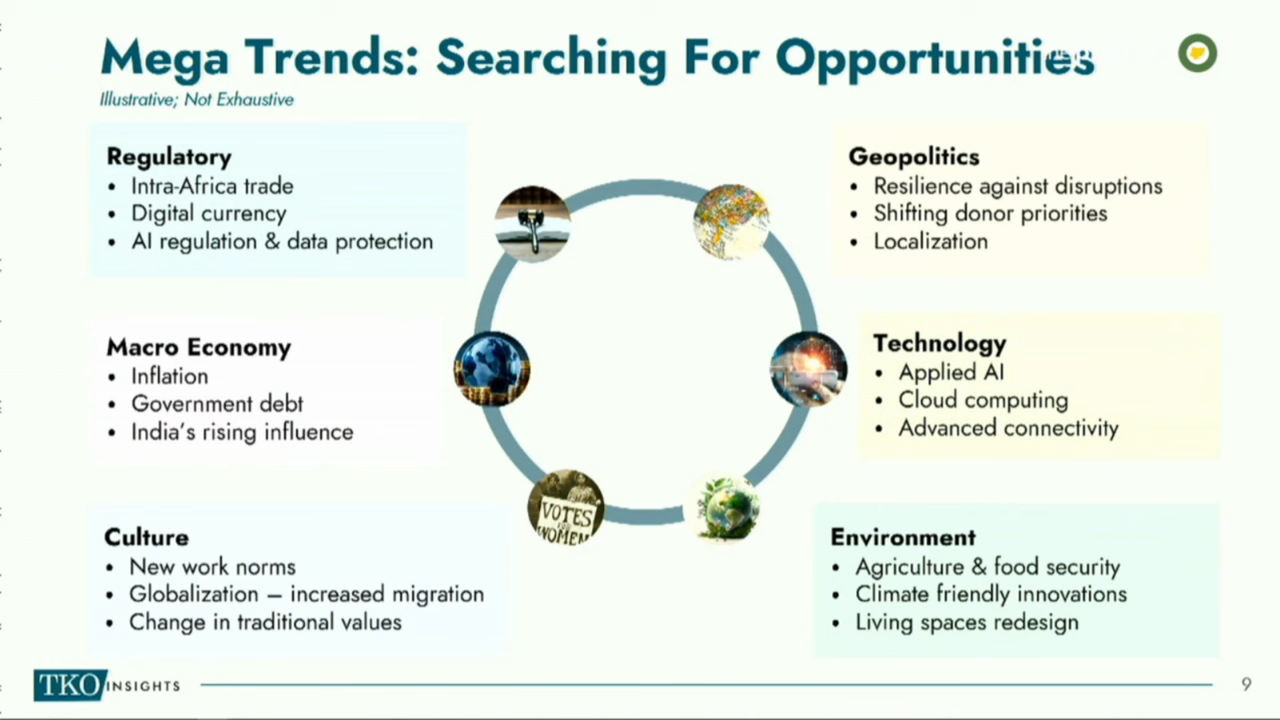 Mega Trends: Searching For Opportunities
Illustrative; Not Exhaustive
Regulatory
• Intra-Africa trade
• Digital currency
• AI regulation & data protection
Geopolitics
• Resilience against disruptions
• Shifting donor priorities
• Localization
Macro Economy
• Inflation
• Government debt
• India's rising influence
Technology
• Applied AI
• Cloud computing
• Advanced connectivity
VOTES
WOMEN
Culture
• New work norms
• Globalization – increased migration
• Change in traditional values
Environment
• Agriculture & food security
• Climate friendly innovations
• Living spaces redesign
TKO INSIGHTS
9